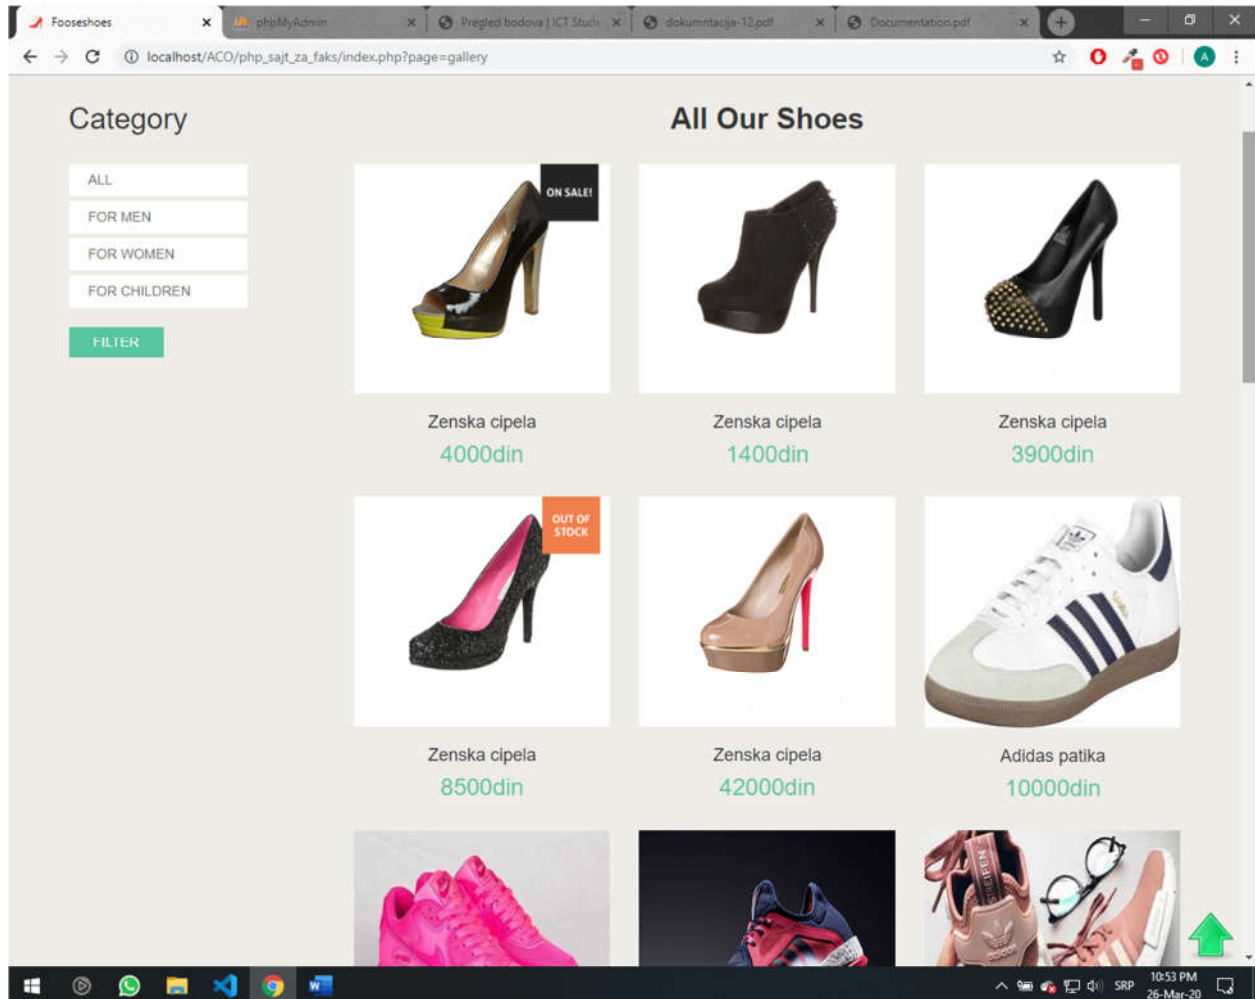 Fooseshoes
phpMyAdmin
Pregled bodova | ICT Stude
dokumntacija-12.pdf
Documentation.pdf
localhost/ACO/php_sajt_za_faks/index.php?page=gallery
A
Category
ALL
FOR MEN
FOR WOMEN
FOR CHILDREN
FILTER
All Our Shoes
ON SALE!
Zenska cipela
4000din
Zenska cipela
1400din
Zenska cipela
3900din
OUT OF
STOCK
Zenska cipela
8500din
Zenska cipela
42000din
Adidas patika
10000din
SRP
10:53 PM
26-Mar-20